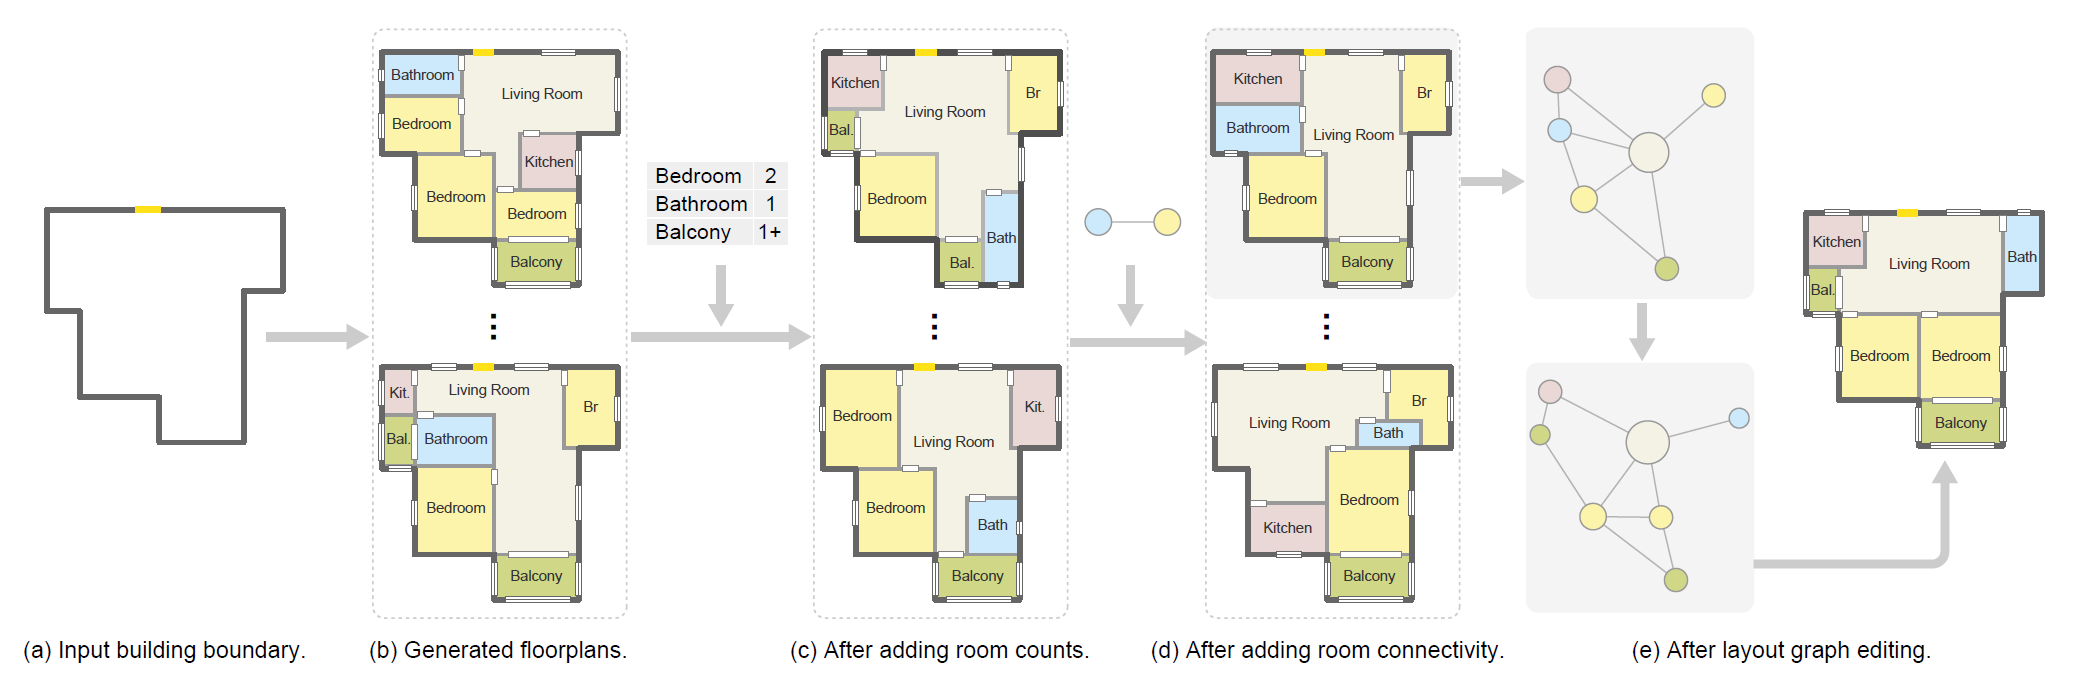 Bathroom
Living Room
Bedroom
Kitchen
Bedroom
Bedroom
Balcony
Living Room
Kit.
Br
Bal.
Bathroom
Bedroom
Balcony
Bedroom 2
Bathroom 1
Balcony 1+
Kitchen
Br
Living Room
Bal.
Bedroom
Bath
Bal.
Bedroom
Kit.
Living Room
Bedroom
Bath
Balcony
Kitchen
Br
Bathroom
Living Room
Bedroom
Balcony
Br
Living Room
Bath
Bedroom
Kitchen
Balcony
Kitchen
Bath
Living Room
Bal.
Bedroom
Bedroom
Balcony
(a) Input building boundary.
(b) Generated floorplans.
(c) After adding room counts.
(d) After adding room connectivity.
(e) After layout graph editing.